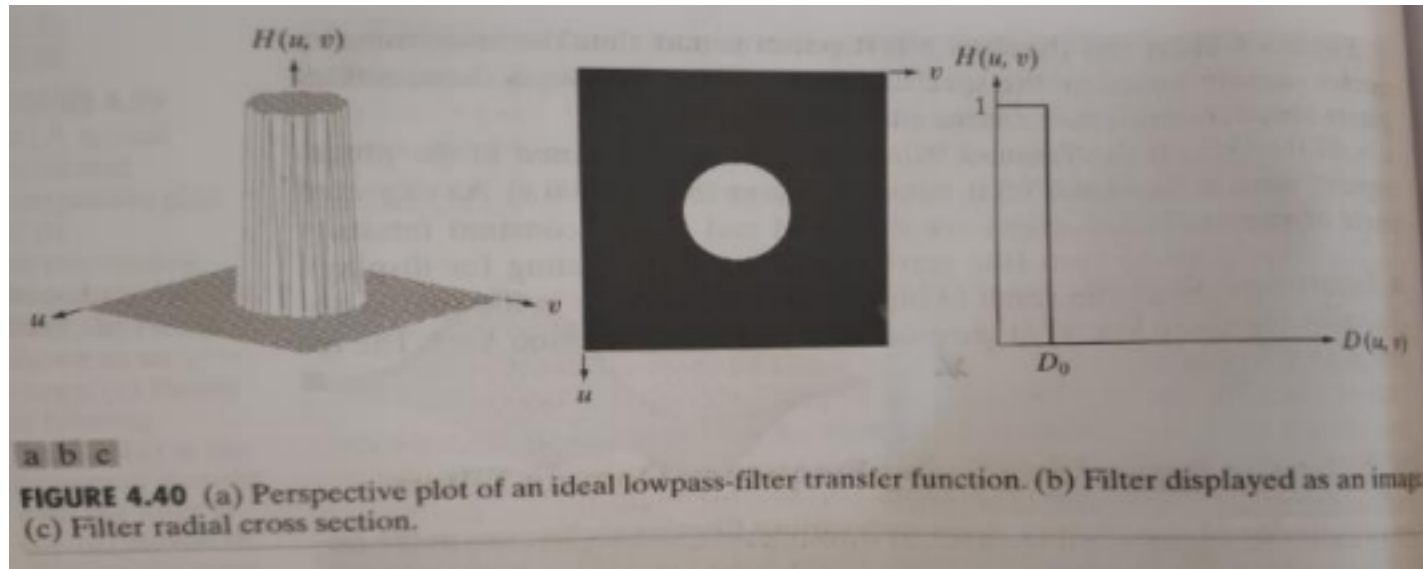 H(u, v)
u
v
v
u
H(u, v)
1
D₀
D(u, v)
a b c
FIGURE 4.40 (a) Perspective plot of an ideal lowpass-filter transfer function. (b) Filter displayed as an imag
(c) Filter radial cross section.